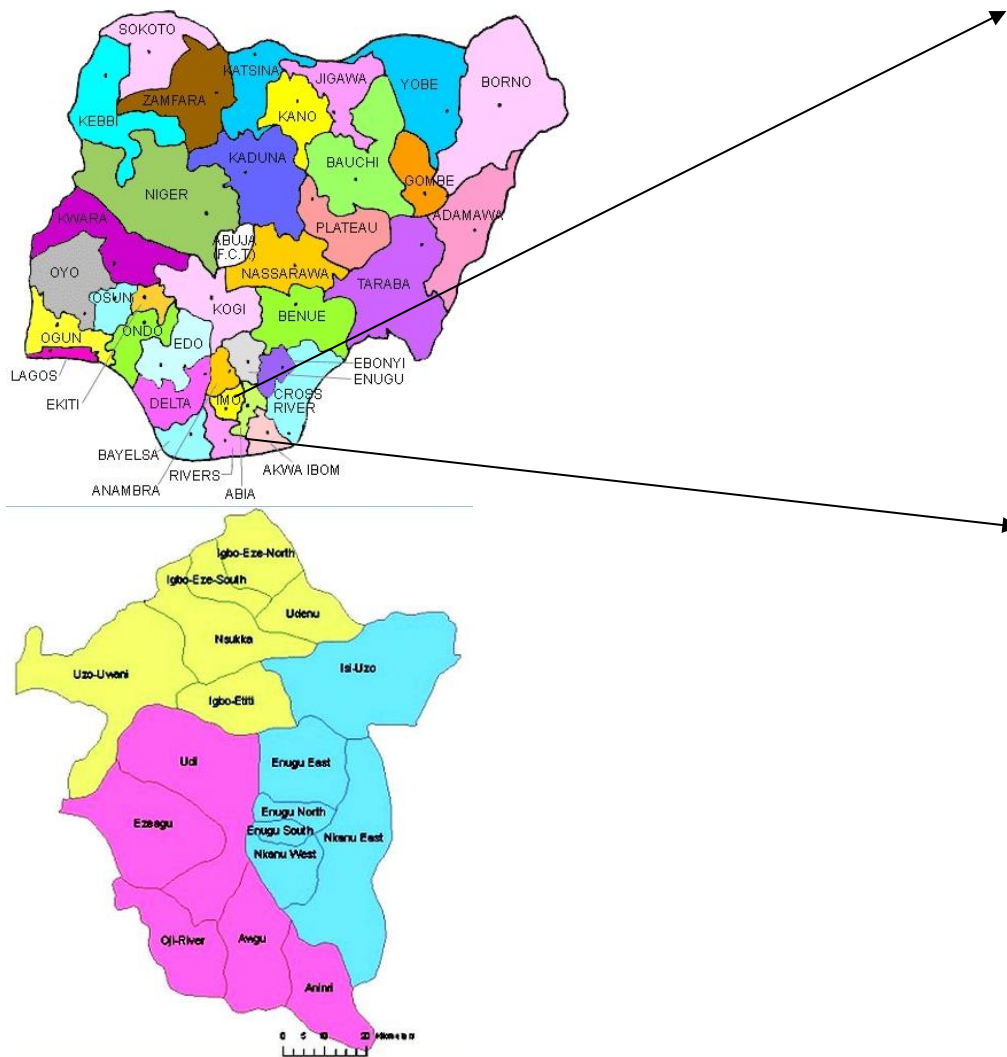 SOKOTO
KATSINA
JIGAWA
YOBE
BORNO
ZAMFARA
KEBBI
KANO
KADUNA
BAUCHI
GOMBE
NIGER
ADAMAWA
KWARA
PLATEAU
ABUJA
(F.C.T)
NASSARAWA
OYO
TARABA
OSUN
KOGI
BENUE
OGUN
ONDO
EDO
EBONYI
LAGOS
ENUGU
EKITI
DELTA
IMO
CROSS
RIVER
BAYELSA
RIVERS
AKWA IBOM
ANAMBRA
ABIA
Igbo-Eze-North
Igbo-Eze-South
Udenu
Nsukka
Uzo-Uwani
Isi-Uzo
Igbo-Etiti
Udi
Enugu East
Enugu North
Ezeagu
Enugu South
Nkanu East
Nkanu West
Oji-River
Awgu
Aninri
0 5 10 20